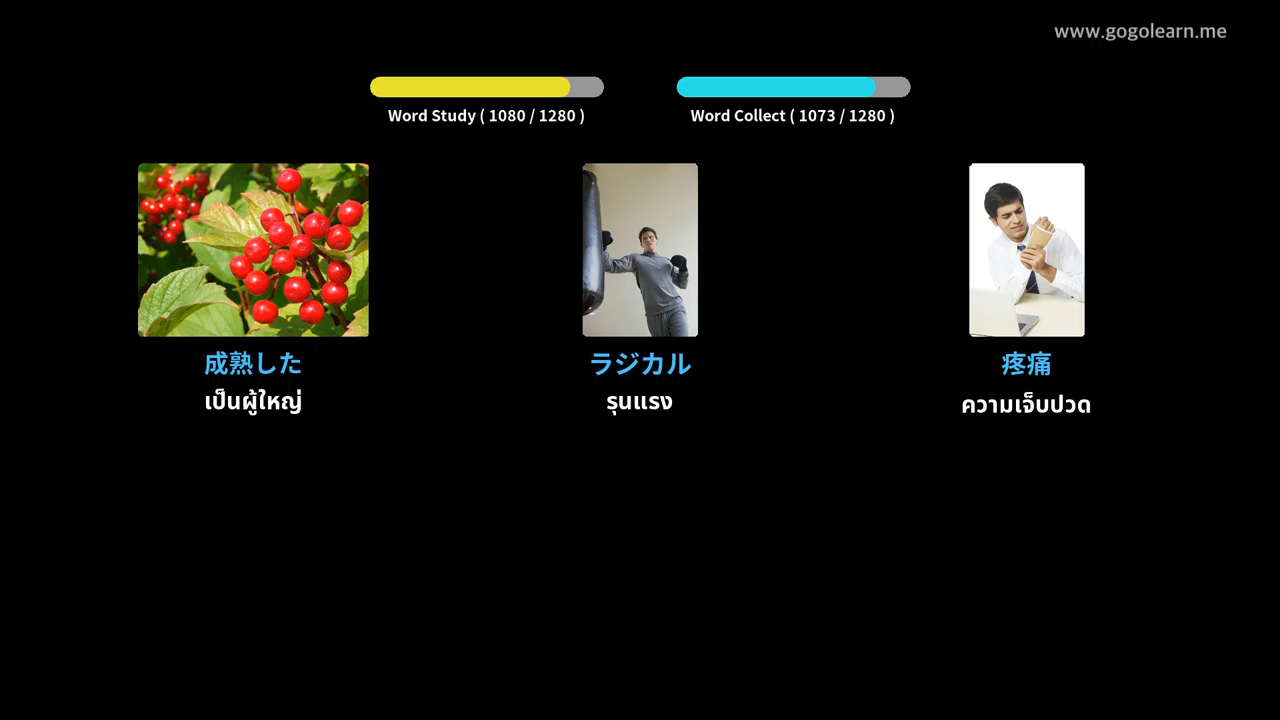 www.gogolearn.me
Word Study ( 1080 / 1280 )
Word Collect ( 1073 / 1280 )
成熟した
เป็นผู้ใหญ่
ラジカル
รุนแรง
疼痛
ความเจ็บปวด